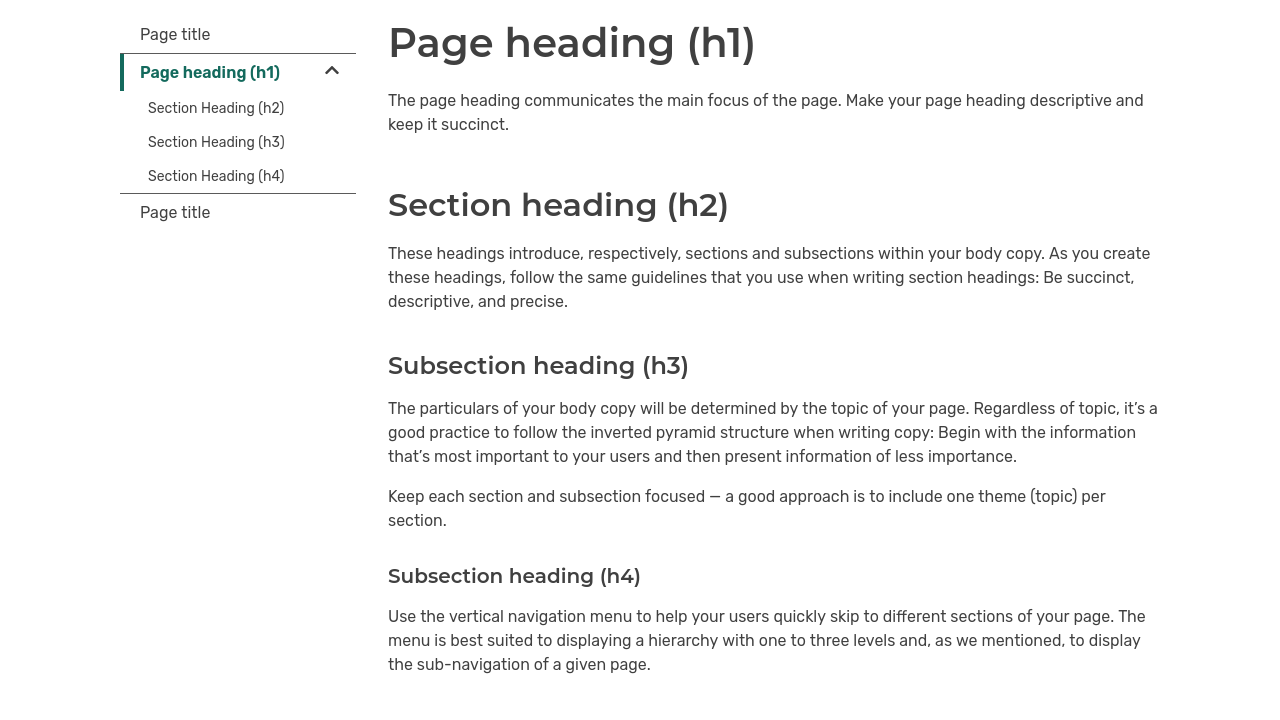 Page title
Page heading (h1)
Section Heading (h2)
Section Heading (h3)
Section Heading (h4)
Page title
Page heading (h1)
The page heading communicates the main focus of the page. Make your page heading descriptive and
keep it succinct.
Section heading (h2)
These headings introduce, respectively, sections and subsections within your body copy. As you create
these headings, follow the same guidelines that you use when writing section headings: Be succinct,
descriptive, and precise.
Subsection heading (h3)
The particulars of your body copy will be determined by the topic of your page. Regardless of topic, it’s a
good practice to follow the inverted pyramid structure when writing copy: Begin with the information
that’s most important to your users and then present information of less importance.
Keep each section and subsection focused — a good approach is to include one theme (topic) per
section.
Subsection heading (h4)
Use the vertical navigation menu to help your users quickly skip to different sections of your page. The
menu is best suited to displaying a hierarchy with one to three levels and, as we mentioned, to display
the sub-navigation of a given page.